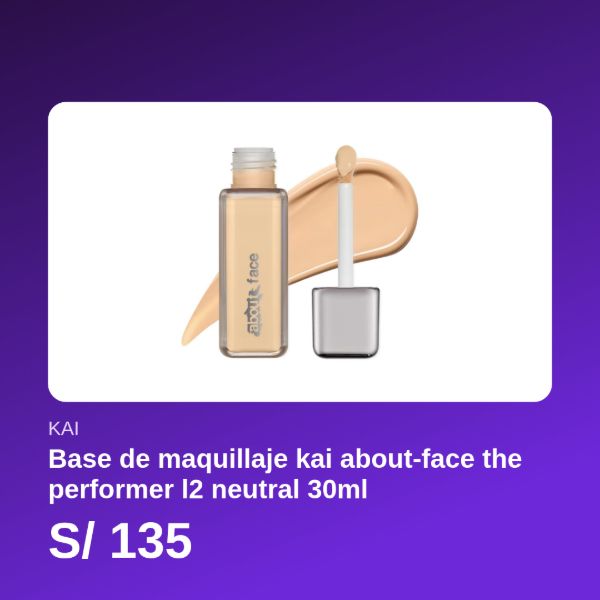 about
face
KAI
Base de maquillaje kai about-face the
performer l2 neutral 30ml
S/ 135